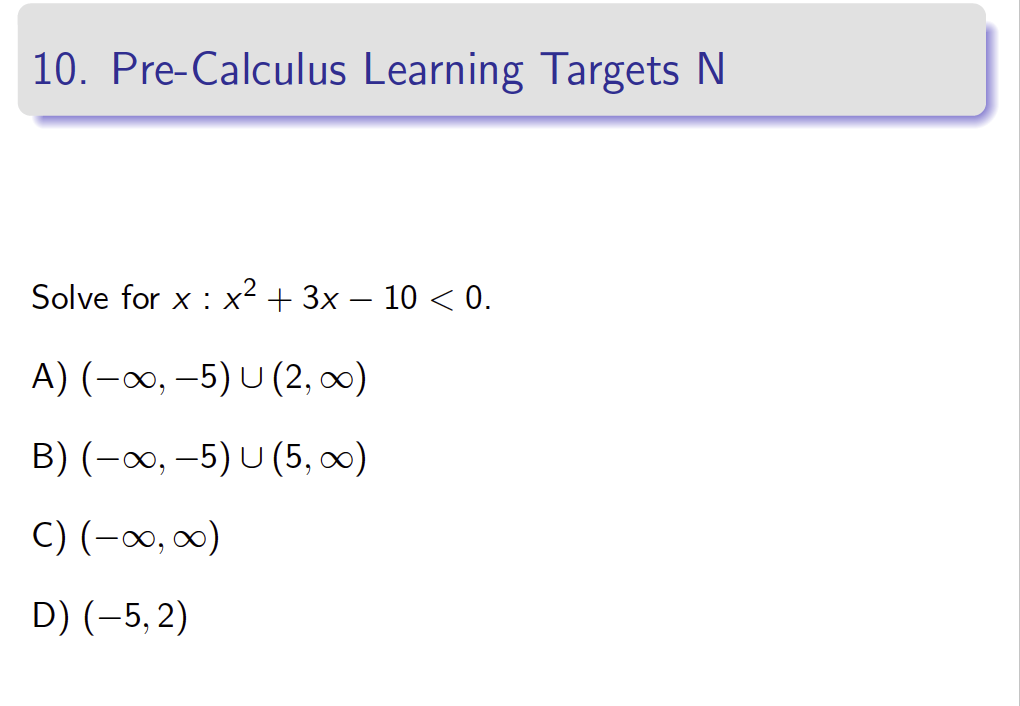 10. Pre-Calculus Learning Targets N
Solve for x : x² + 3x − 10 < 0.
A) (−∞, −5) ∪ (2, ∞)
B) (−∞, −5) ∪ (5, ∞)
C) (−∞, ∞)
D) (−5, 2)